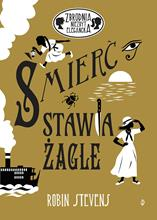 ZBRODNIA
NIEZBYT
ELEGANCKA
ŚMIERĆ
STAWIA
ŻAGLE
ROBIN STEVENS